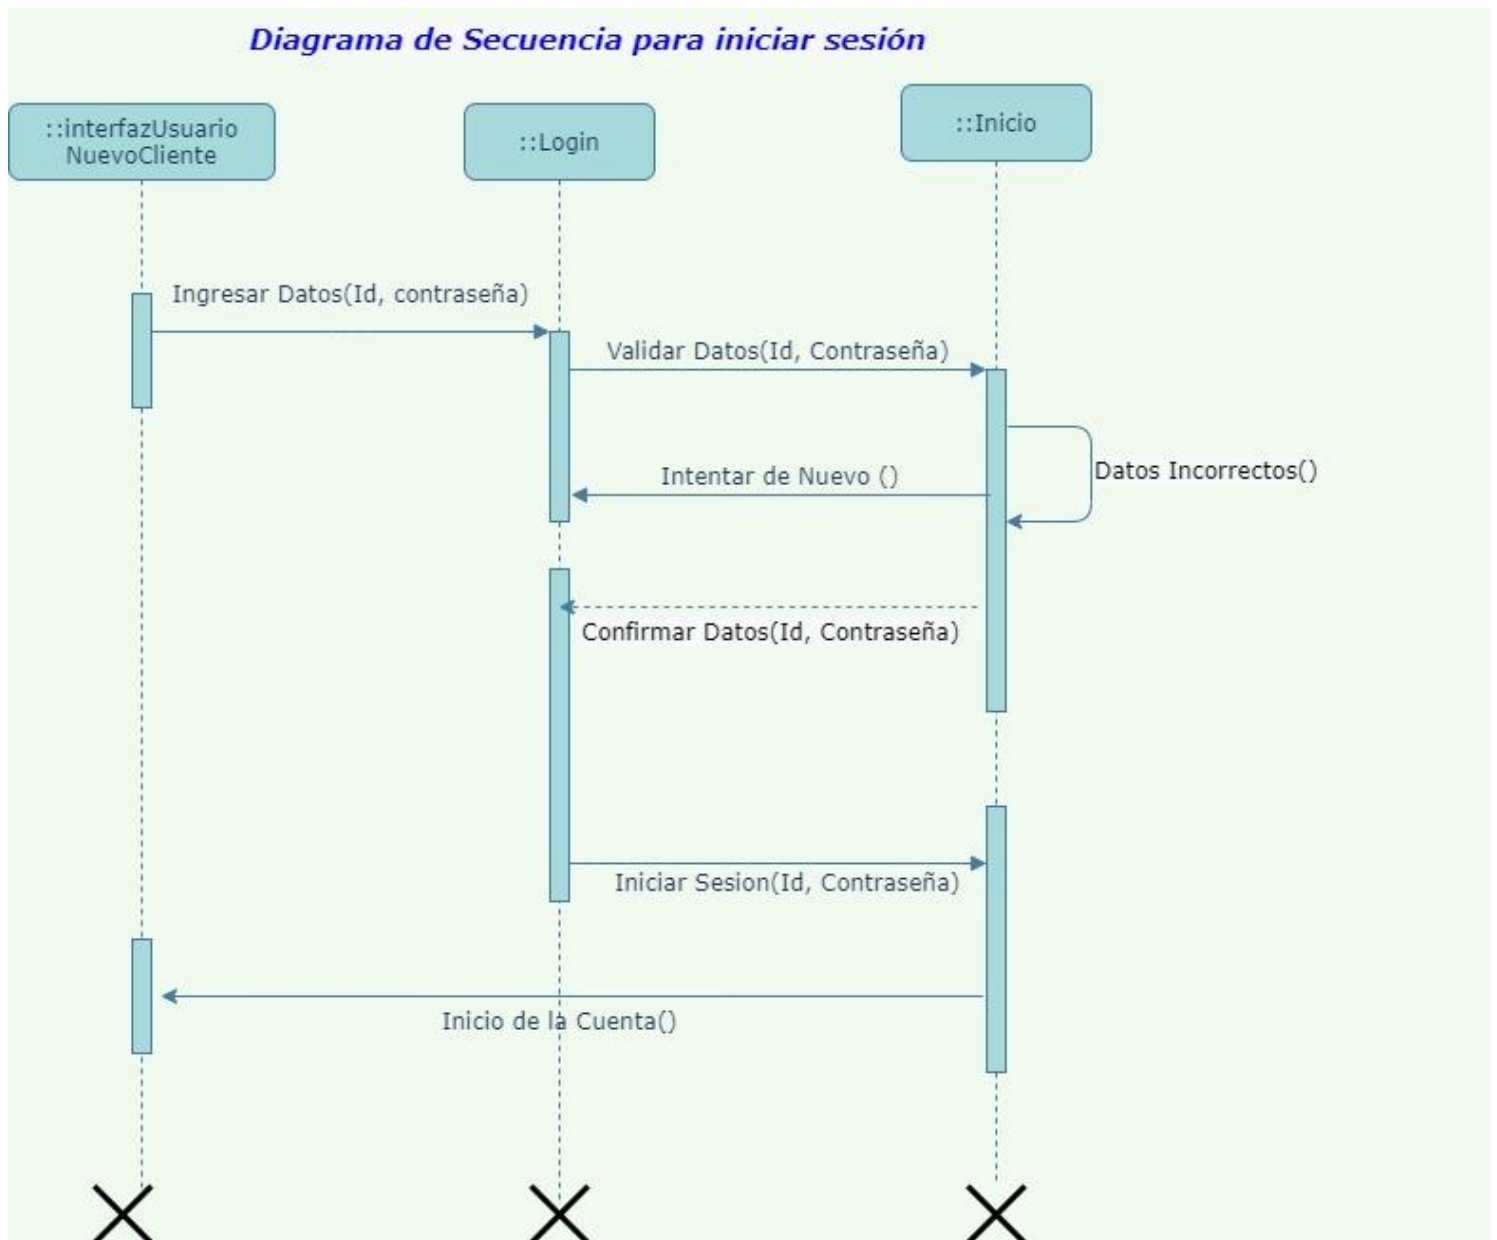 Diagrama de Secuencia para iniciar sesión
::interfazUsuario
NuevoCliente
::Login
::Inicio
Ingresar Datos(Id, contraseña)
Validar Datos(Id, Contraseña)
Datos Incorrectos()
Intentar de Nuevo ()
Confirmar Datos(Id, Contraseña)
Iniciar Sesion(Id, Contraseña)
Inicio de la Cuenta()